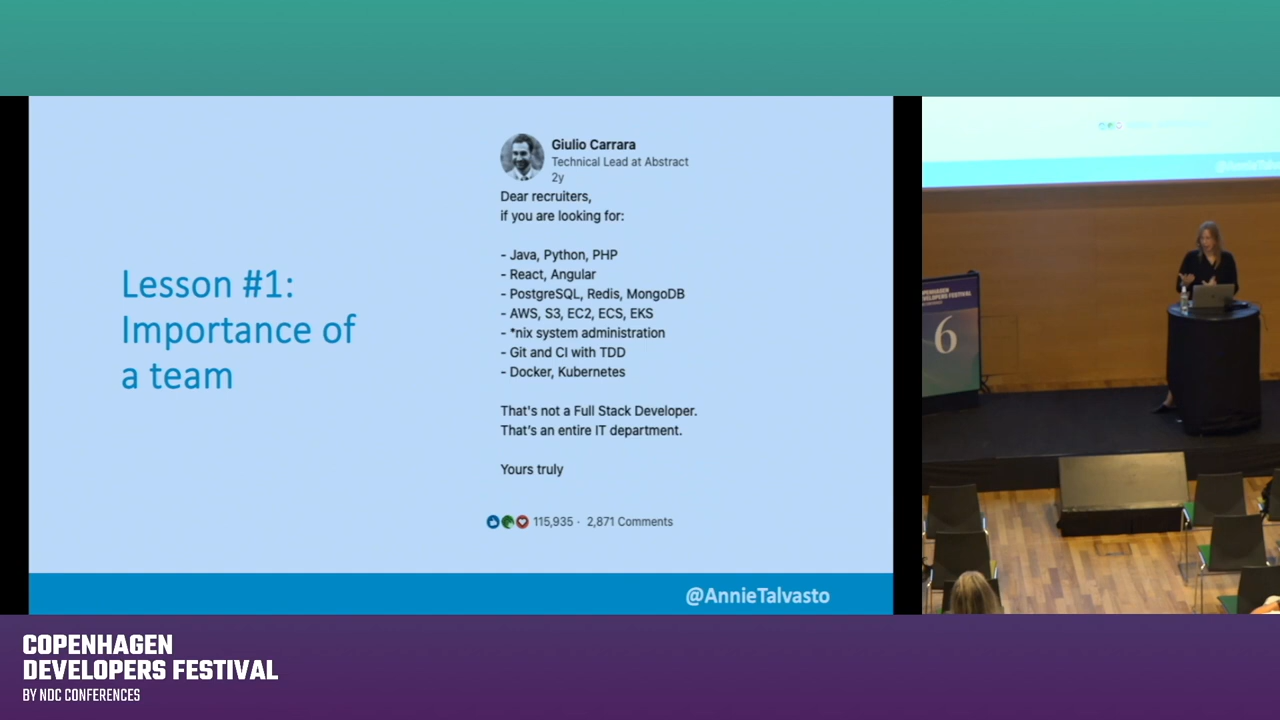 Lesson #1:
Importance of
a team
Giulio Carrara
Technical Lead at Abstract
2y
Dear recruiters,
if you are looking for:
- Java, Python, PHP
- React, Angular
- PostgreSQL, Redis, MongoDB
- AWS, S3, EC2, ECS, EKS
- *nix system administration
- Git and CI with TDD
- Docker, Kubernetes
That's not a Full Stack Developer.
That's an entire IT department.
Yours truly
115,935 · 2,871 Comments
@AnnieTalvasto
COPENHAGEN
DEVELOPERS FESTIVAL
6
COPENHAGEN
DEVELOPERS FESTIVAL
BY NDC CONFERENCES